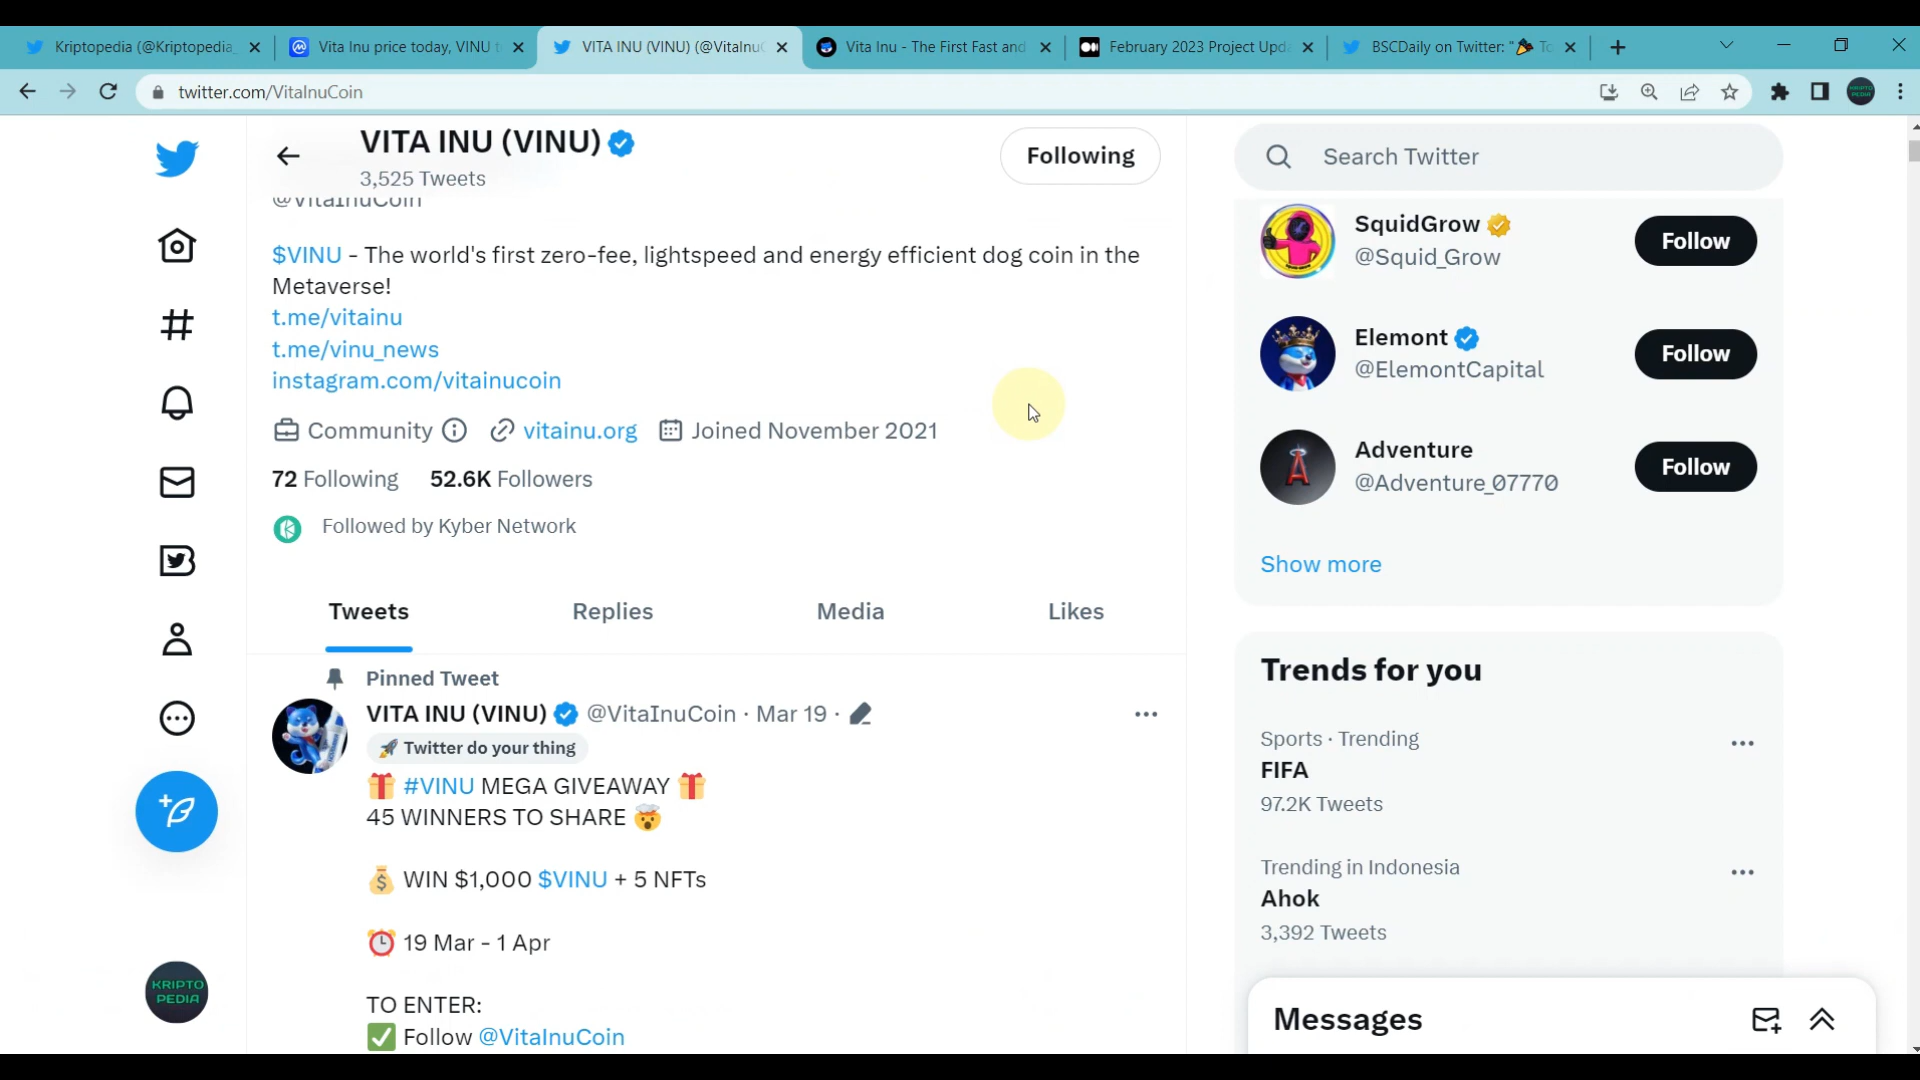 Kriptopedia (@Kriptopedia_
Vita Inu price today, VINU t
VITA INU (VINU) (@VitaInuC
Vita Inu - The First Fast and
February 2023 Project Upda
BSCDaily on Twitter: "🎉 To
twitter.com/VitaInuCoin
VITA INU (VINU)
3,525 Tweets
Following
Search Twitter
@VitaInuCoin
$VINU - The world's first zero-fee, lightspeed and energy efficient dog coin in the
Metaverse!
t.me/vitainu
t.me/vinu_news
instagram.com/vitainucoin
Community vitainu.org Joined November 2021
72 Following 52.6K Followers
Followed by Kyber Network
Tweets Replies Media Likes
Pinned Tweet
VITA INU (VINU) @VitaInuCoin · Mar 19 ·
🚀 Twitter do your thing
🎁 #VINU MEGA GIVEAWAY 🎁
45 WINNERS TO SHARE 🤯
💰 WIN $1,000 $VINU + 5 NFTs
⏰ 19 Mar - 1 Apr
TO ENTER:
✅ Follow @VitaInuCoin
SquidGrow
@Squid_Grow
Follow
Elemont
@ElemontCapital
Follow
Adventure
@Adventure_07770
Follow
Show more
Trends for you
Sports · Trending
FIFA
97.2K Tweets
Trending in Indonesia
Ahok
3,392 Tweets
Messages
KRIPTO
PEDIA